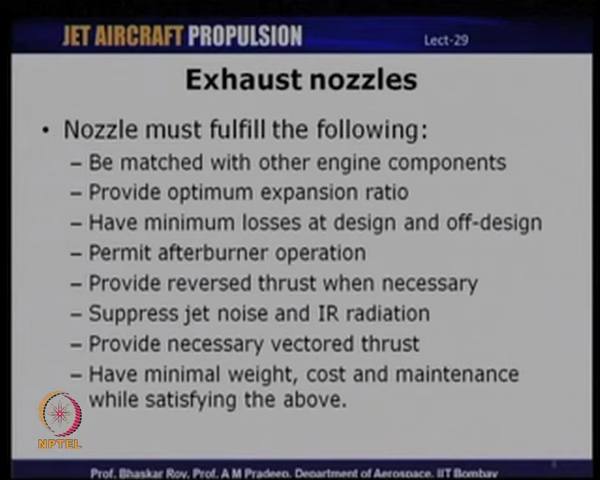 JET AIRCRAFT PROPULSION
Lect-29
Exhaust nozzles
• Nozzle must fulfill the following:
– Be matched with other engine components
– Provide optimum expansion ratio
– Have minimum losses at design and off-design
– Permit afterburner operation
– Provide reversed thrust when necessary
– Suppress jet noise and IR radiation
– Provide necessary vectored thrust
– Have minimal weight, cost and maintenance
while satisfying the above.
NPTEL
Prof. Bhaskar Roy, Prof. A M Pradeep, Department of Aerospace, IIT Bombay